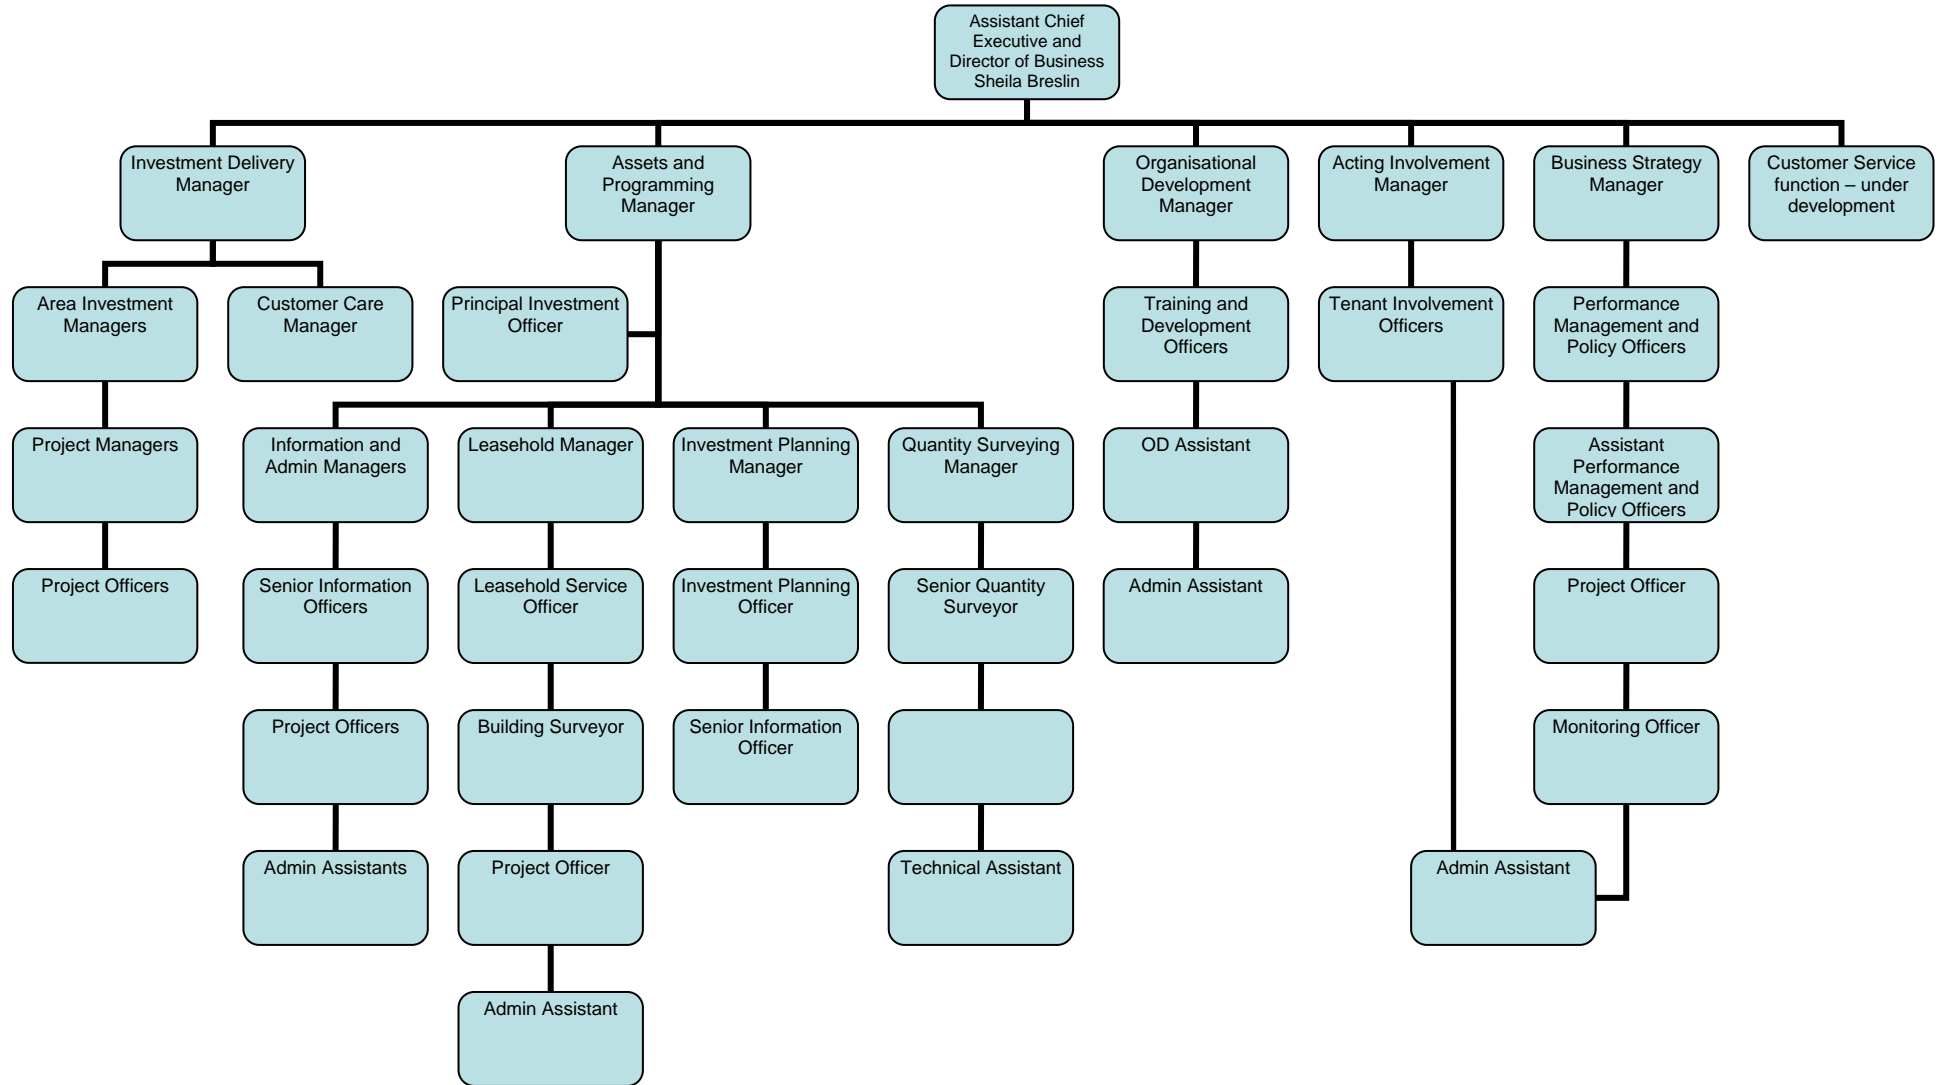 Assistant Chief
Executive and
Director of Business
Sheila Breslin
Investment Delivery
Manager
Assets and
Programming
Manager
Organisational
Development
Manager
Acting Involvement
Manager
Business Strategy
Manager
Customer Service
function – under
development
Area Investment
Managers
Customer Care
Manager
Principal Investment
Officer
Training and
Development
Officers
Tenant Involvement
Officers
Performance
Management and
Policy Officers
Project Managers
Information and
Admin Managers
Leasehold Manager
Investment Planning
Manager
Quantity Surveying
Manager
OD Assistant
Assistant
Performance
Management and
Policy Officers
Project Officers
Senior Information
Officers
Leasehold Service
Officer
Investment Planning
Officer
Senior Quantity
Surveyor
Admin Assistant
Project Officer
Project Officers
Building Surveyor
Senior Information
Officer
Monitoring Officer
Admin Assistants
Project Officer
Technical Assistant
Admin Assistant
Admin Assistant